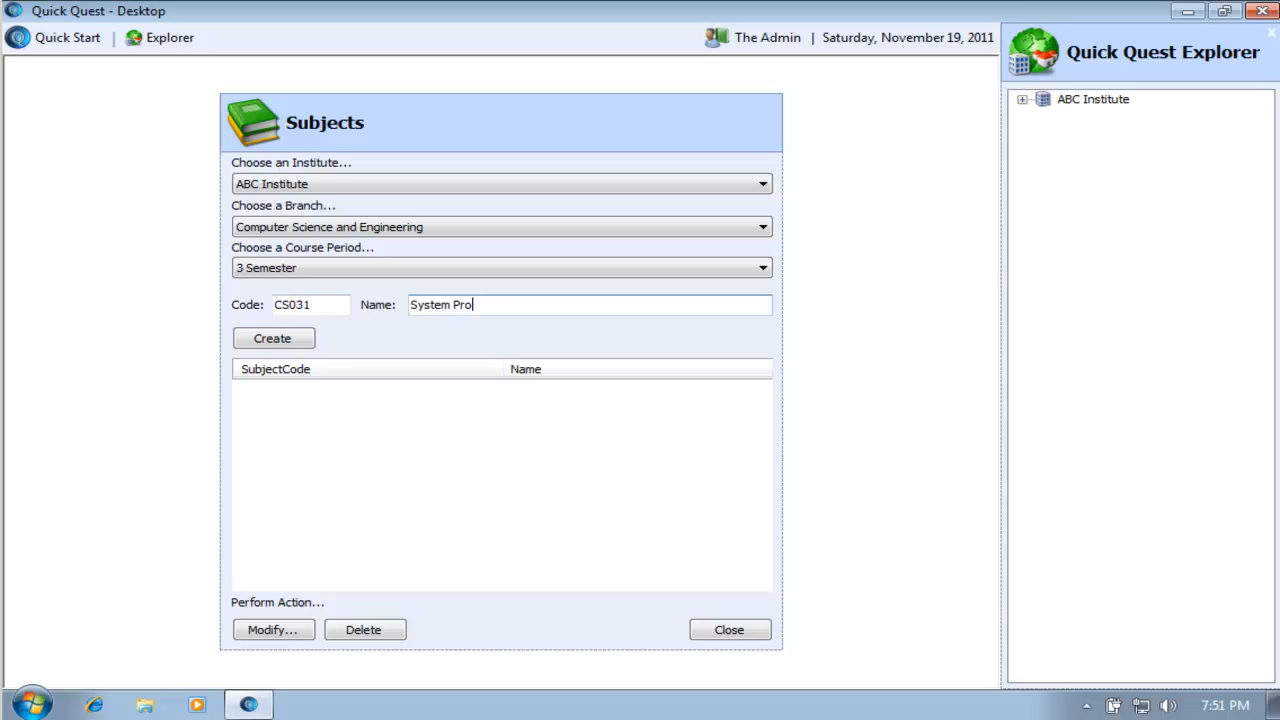 Quick Quest - Desktop
Quick Start | Explorer
The Admin | Saturday, November 19, 2011
Quick Quest Explorer
ABC Institute
Subjects
Choose an Institute...
ABC Institute
Choose a Branch...
Computer Science and Engineering
Choose a Course Period...
3 Semester
Code: CS031 Name: System Pro
Create
SubjectCode Name
Perform Action...
Modify... Delete Close
7:51 PM